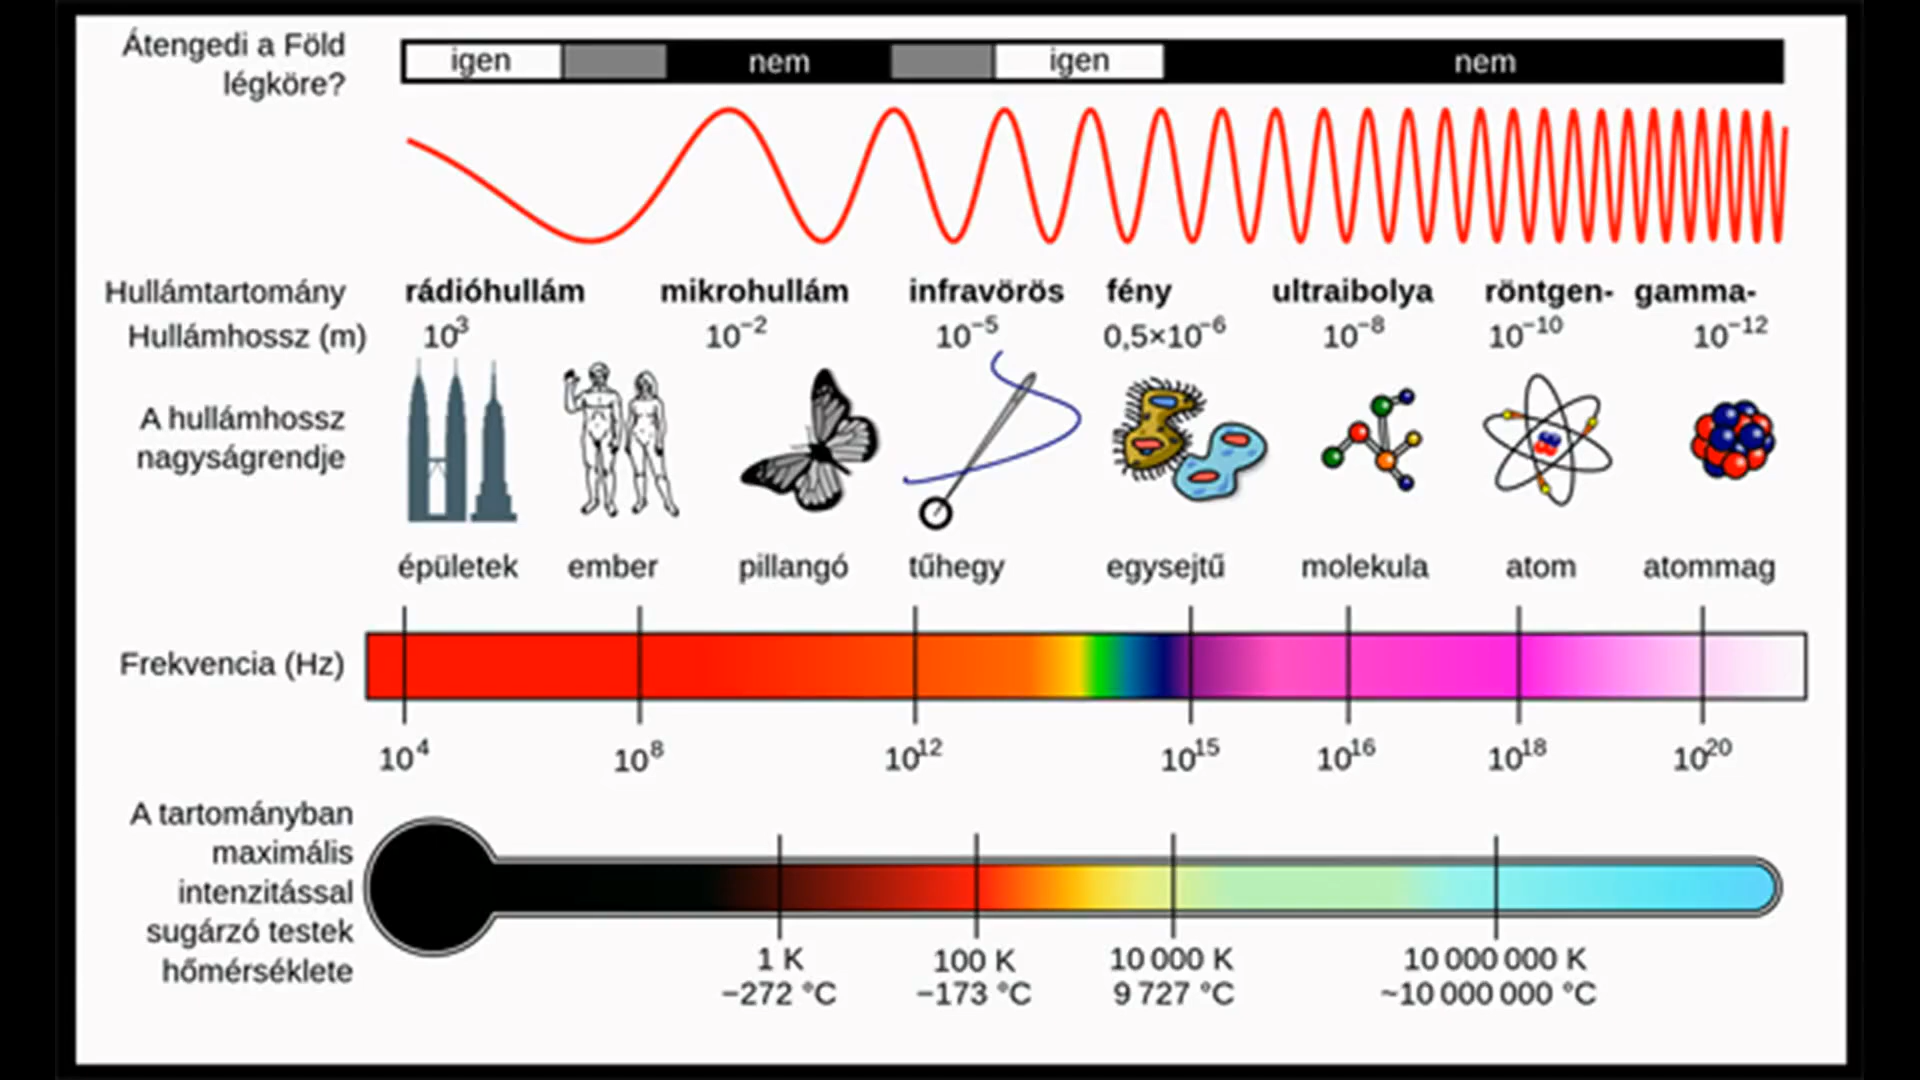 Átengedi a Föld
légköre?
igen nem igen nem
Hullámtartomány rádióhullám mikrohullám infravörös fény ultraibolya röntgen- gamma-
Hullámhossz (m) 10³ 10⁻² 10⁻⁵ 0,5×10⁻⁶ 10⁻⁸ 10⁻¹⁰ 10⁻¹²
A hullámhossz
nagyságrendje
épületek ember pillangó tűhegy egysejtű molekula atom atommag
Frekvencia (Hz)
10⁴ 10⁸ 10¹² 10¹⁵ 10¹⁶ 10¹⁸ 10²⁰
A tartományban
maximális
intenzitással
sugárzó testek
hőmérséklete
1 K 100 K 10 000 K 10 000 000 K
−272 °C −173 °C 9 727 °C ~10 000 000 °C